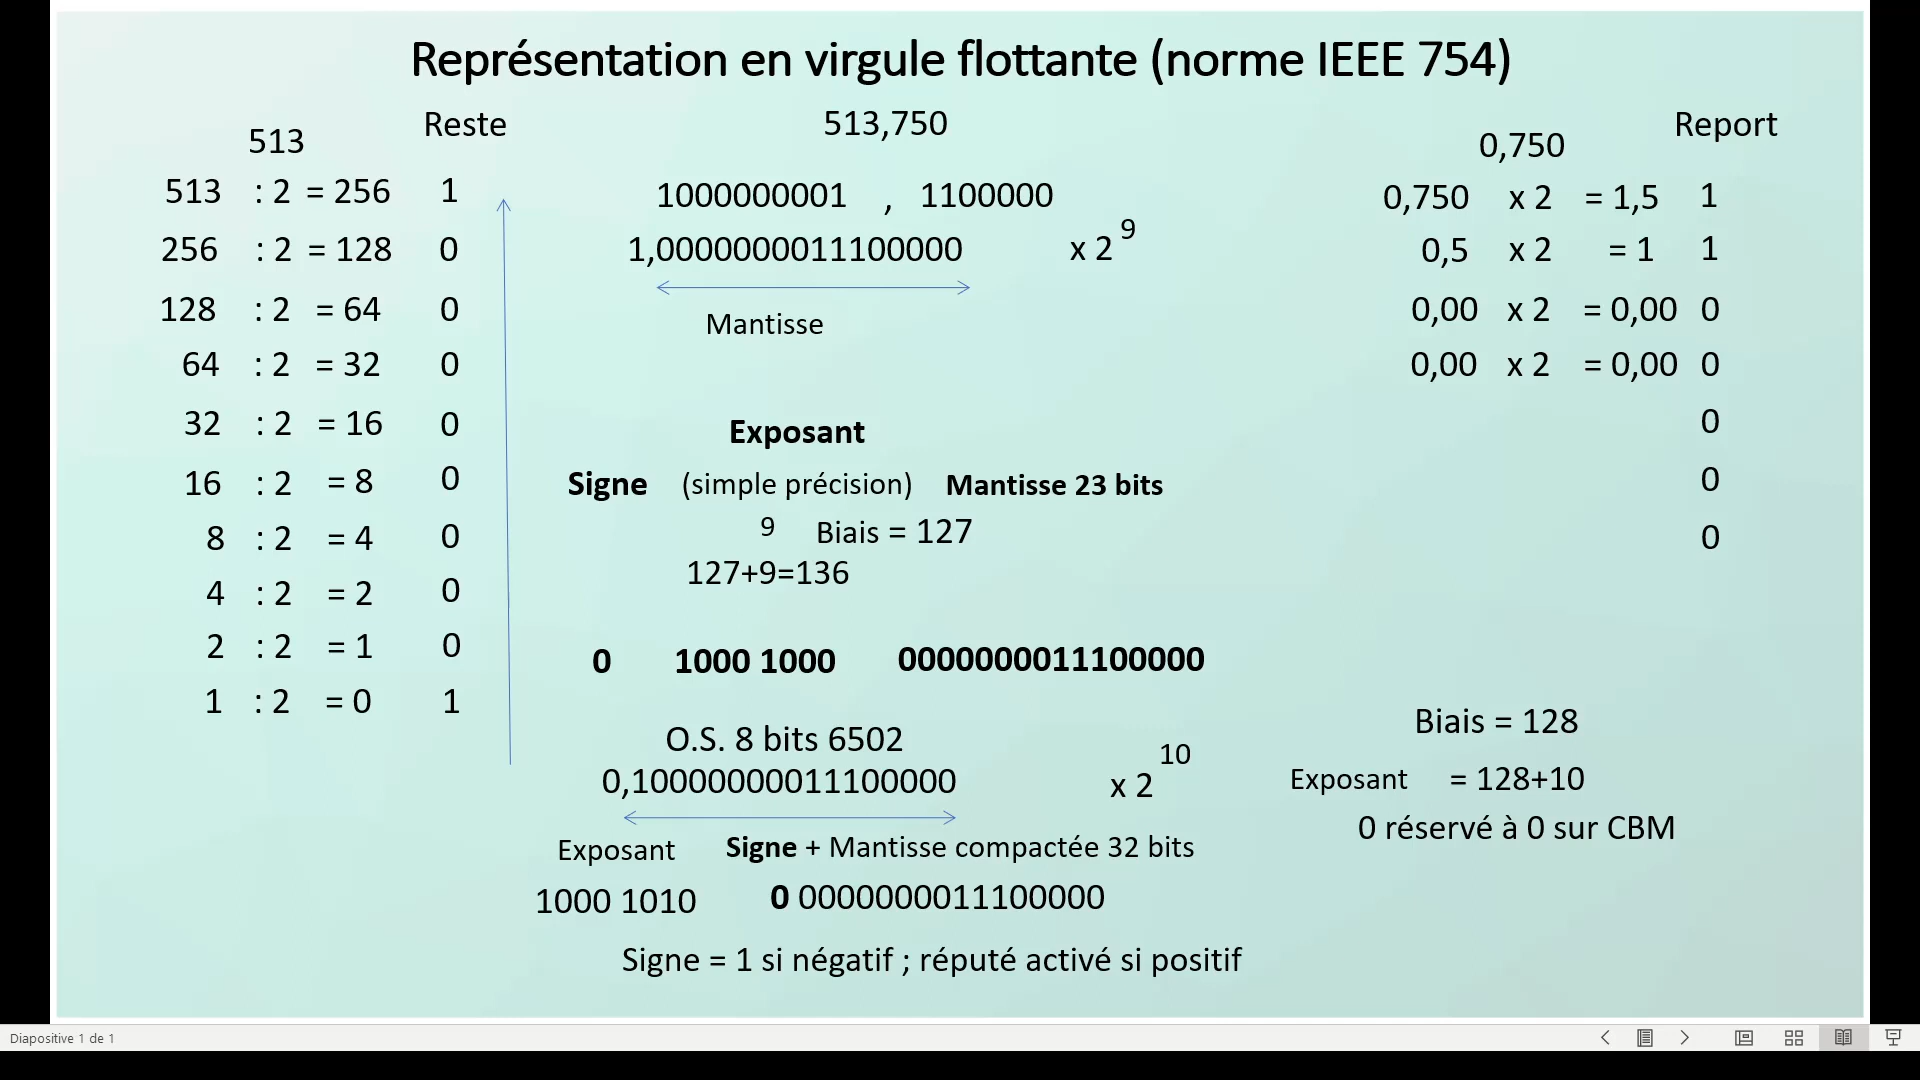 Représentation en virgule flottante (norme IEEE 754)
513 Reste
513 : 2 = 256 1
256 : 2 = 128 0
128 : 2 = 64 0
64 : 2 = 32 0
32 : 2 = 16 0
16 : 2 = 8 0
8 : 2 = 4 0
4 : 2 = 2 0
2 : 2 = 1 0
1 : 2 = 0 1
513,750
1000000001 , 1100000
1,0000000011100000 x 2 9
Mantisse
Exposant
Signe (simple précision) Mantisse 23 bits
9 Biais = 127
127+9=136
0 1000 1000 0000000011100000
O.S. 8 bits 6502
0,10000000011100000 x 2 10
Exposant Signe + Mantisse compactée 32 bits
1000 1010 0 0000000011100000
Signe = 1 si négatif ; réputé activé si positif
0,750 Report
0,750 x 2 = 1,5 1
0,5 x 2 = 1 1
0,00 x 2 = 0,00 0
0,00 x 2 = 0,00 0
0
0
0
Biais = 128
Exposant = 128+10
0 réservé à 0 sur CBM
Diapositive 1 de 1